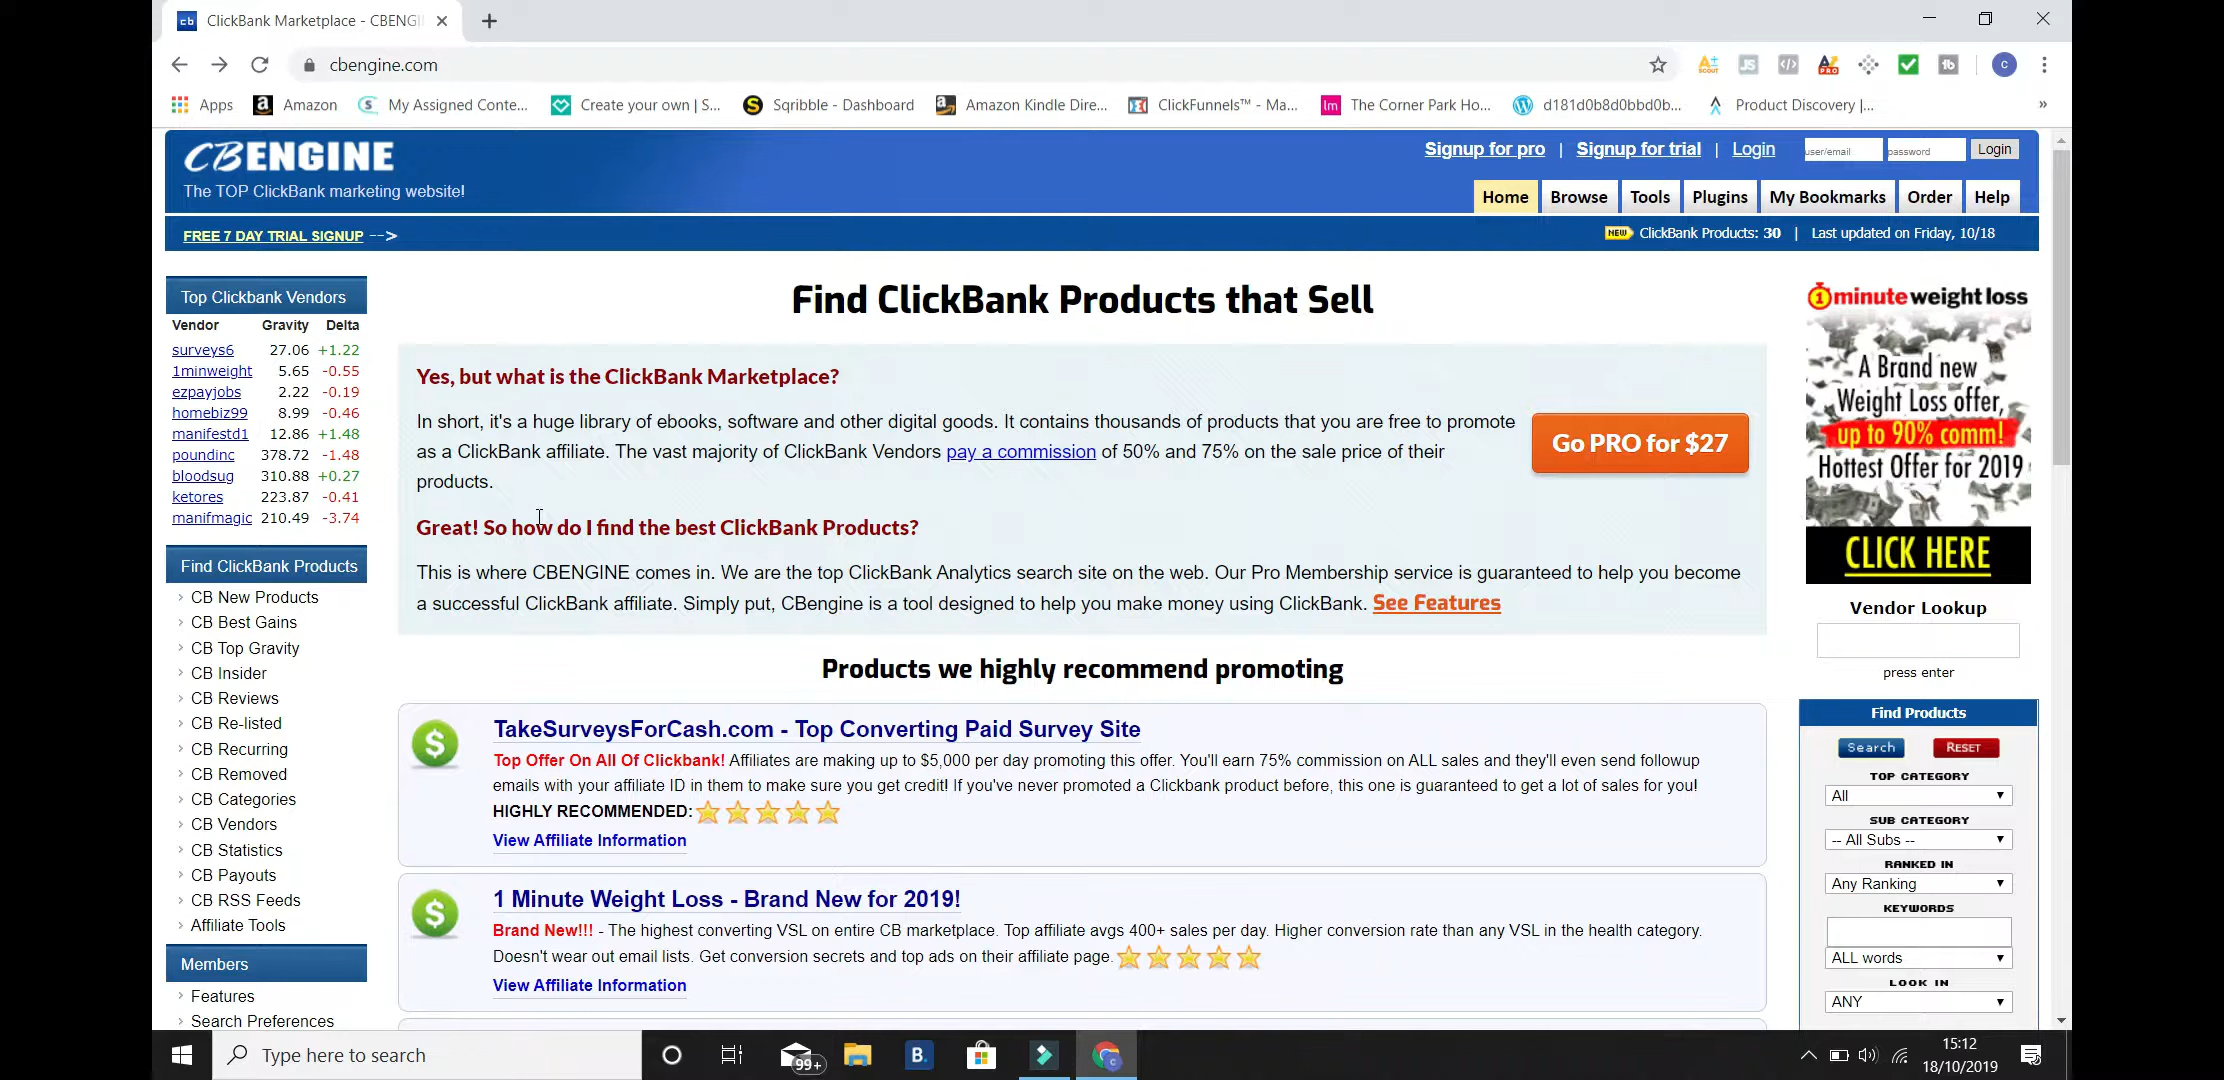 ClickBank Marketplace - CBENGI
cbengine.com
Apps
Amazon
My Assigned Conte...
Create your own | S...
Sqribble - Dashboard
Amazon Kindle Dire...
ClickFunnels™ - Ma...
The Corner Park Ho...
d181d0b8d0bbd0b...
Product Discovery |...
»
CBENGINE
The TOP ClickBank marketing website!
Signup for pro | Signup for trial | Login
user/email
password
Login
Home
Browse
Tools
Plugins
My Bookmarks
Order
Help
FREE 7 DAY TRIAL SIGNUP -->
NEW ClickBank Products: 30 | Last updated on Friday, 10/18
Top Clickbank Vendors
Vendor Gravity Delta
surveys6 27.06 +1.22
1minweight 5.65 -0.55
ezpayjobs 2.22 -0.19
homebiz99 8.99 -0.46
manifestd1 12.86 +1.48
poundinc 378.72 -1.48
bloodsug 310.88 +0.27
ketores 223.87 -0.41
manifmagic 210.49 -3.74
Find ClickBank Products
CB New Products
CB Best Gains
CB Top Gravity
CB Insider
CB Reviews
CB Re-listed
CB Recurring
CB Removed
CB Categories
CB Vendors
CB Statistics
CB Payouts
CB RSS Feeds
Affiliate Tools
Members
Features
Search Preferences
Find ClickBank Products that Sell
Yes, but what is the ClickBank Marketplace?
In short, it's a huge library of ebooks, software and other digital goods. It contains thousands of products that you are free to promote
as a ClickBank affiliate. The vast majority of ClickBank Vendors pay a commission of 50% and 75% on the sale price of their
products.
Go PRO for $27
Great! So how do I find the best ClickBank Products?
This is where CBENGINE comes in. We are the top ClickBank Analytics search site on the web. Our Pro Membership service is guaranteed to help you become
a successful ClickBank affiliate. Simply put, CBengine is a tool designed to help you make money using ClickBank. See Features
Products we highly recommend promoting
TakeSurveysForCash.com - Top Converting Paid Survey Site
Top Offer On All Of Clickbank! Affiliates are making up to $5,000 per day promoting this offer. You'll earn 75% commission on ALL sales and they'll even send followup
emails with your affiliate ID in them to make sure you get credit! If you've never promoted a Clickbank product before, this one is guaranteed to get a lot of sales for you!
HIGHLY RECOMMENDED:
View Affiliate Information
1 Minute Weight Loss - Brand New for 2019!
Brand New!!! - The highest converting VSL on entire CB marketplace. Top affiliate avgs 400+ sales per day. Higher conversion rate than any VSL in the health category.
Doesn't wear out email lists. Get conversion secrets and top ads on their affiliate page.
View Affiliate Information
1 minute weight loss
A Brand new
Weight Loss offer,
up to 90% comm!
Hottest Offer for 2019
CLICK HERE
Vendor Lookup
press enter
Find Products
Search
RESET
TOP CATEGORY
All
SUB CATEGORY
-- All Subs --
RANKED IN
Any Ranking
KEYWORDS
ALL words
LOOK IN
ANY
Type here to search
99+
B.
15:12
18/10/2019